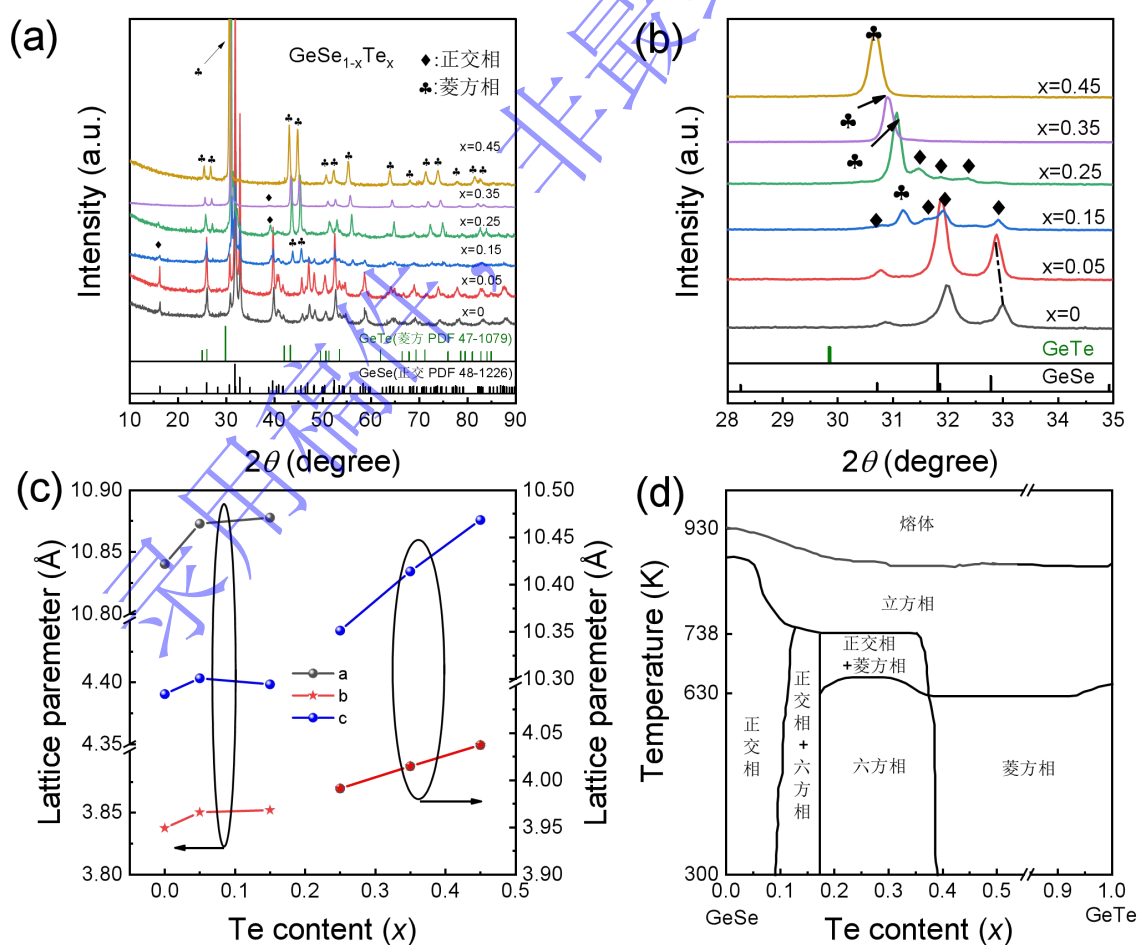 (a)
GeSe1-xTex
♦:正交相
♣:菱方相
x=0.45
x=0.35
x=0.25
x=0.15
x=0.05
x=0
GeTe(菱方 PDF 47-1079)
GeSe(正交 PDF 48-1226)
Intensity (a.u.)
10 20 30 40 50 60 70 80 90
2θ (degree)
(b)
x=0.45
x=0.35
x=0.25
x=0.15
x=0.05
x=0
GeTe
GeSe
Intensity (a.u.)
28 29 30 31 32 33 34 35
2θ (degree)
(c)
10.90
10.85
10.80
4.40
4.35
3.85
3.80
Lattice paremeter (Å)
a
b
c
10.50
10.45
10.40
10.35
10.30
4.05
4.00
3.95
3.90
Lattice paremeter (Å)
0.0 0.1 0.2 0.3 0.4 0.5
Te content (x)
(d)
930
738
630
300
Temperature (K)
熔体
立方相
正交相
+菱方相
正交相
正交相+六方相
六方相
菱方相
0.0 0.1 0.2 0.3 0.4 0.5 1.0
GeSe Te content (x) GeTe
录用稿件,非最